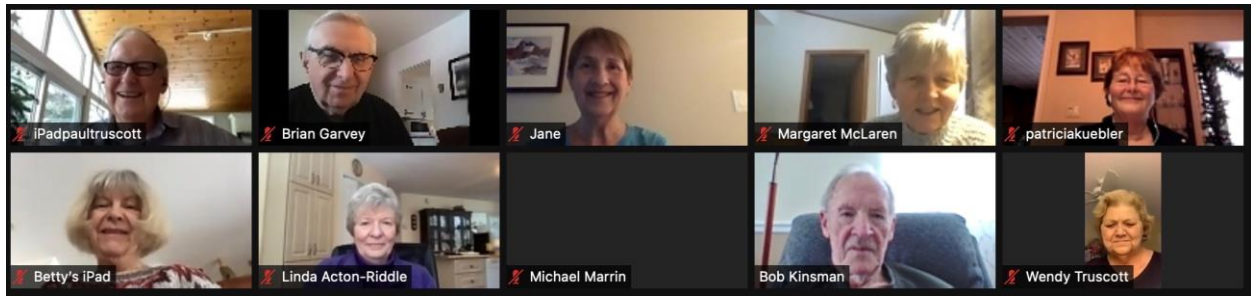 iPadpaultruscott
Brian Garvey
Jane
Margaret McLaren
patriciakuebler
Betty's iPad
Linda Acton-Riddle
Michael Marrin
Bob Kinsman
Wendy Truscott